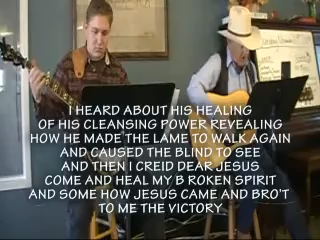 I HEARD ABOUT HIS HEALING
OF HIS CLEANSING POWER REVEALING
HOW HE MADE THE LAME TO WALK AGAIN
AND CAUSED THE BLIND TO SEE
AND THEN I CREID DEAR JESUS
COME AND HEAL MY B ROKEN SPIRIT
AND SOME HOW JESUS CAME AND BRO'T
TO ME THE VICTORY